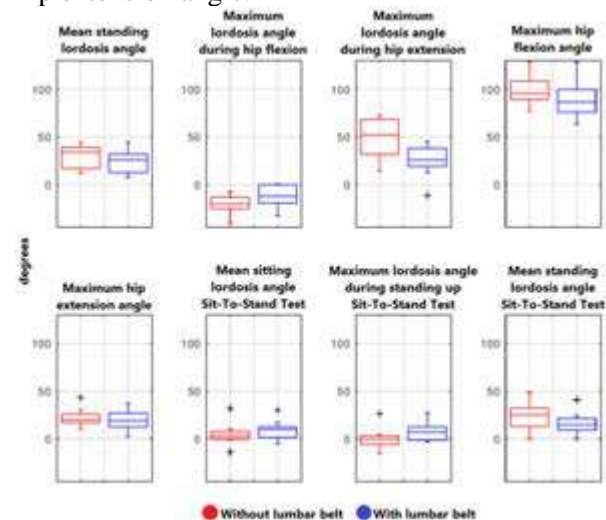 Mean standing
lordosis angle
Maximum
lordosis angle
during hip flexion
Maximum
lordosis angle
during hip extension
Maximum hip
flexion angle
100
50
0
100
50
0
100
50
0
100
50
0
degrees
Maximum hip
extension angle
Mean sitting
lordosis angle
Sit-To-Stand Test
Maximum lordosis angle
during standing up
Sit-To-Stand Test
Mean standing
lordosis angle
Sit-To-Stand Test
100
50
0
100
50
0
100
50
0
100
50
0
Without lumbar belt
With lumbar belt